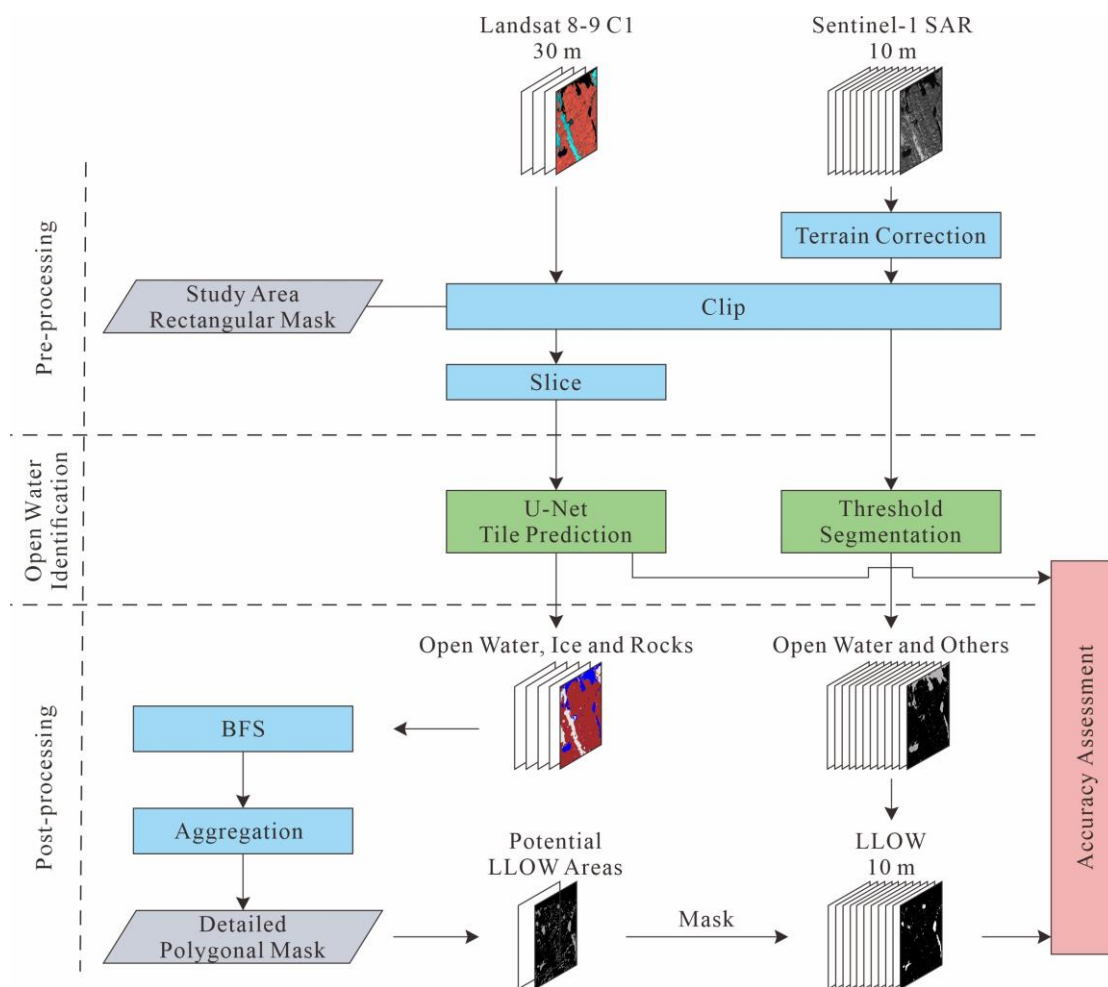 Landsat 8-9 C1
30 m
Sentinel-1 SAR
10 m
Pre-processing
Terrain Correction
Study Area
Rectangular Mask
Clip
Slice
Open Water
Identification
U-Net
Tile Prediction
Threshold
Segmentation
Accuracy Assessment
Post-processing
Open Water, Ice and Rocks
Open Water and Others
BFS
Aggregation
Potential
LLOW Areas
LLOW
10 m
Detailed
Polygonal Mask
Mask